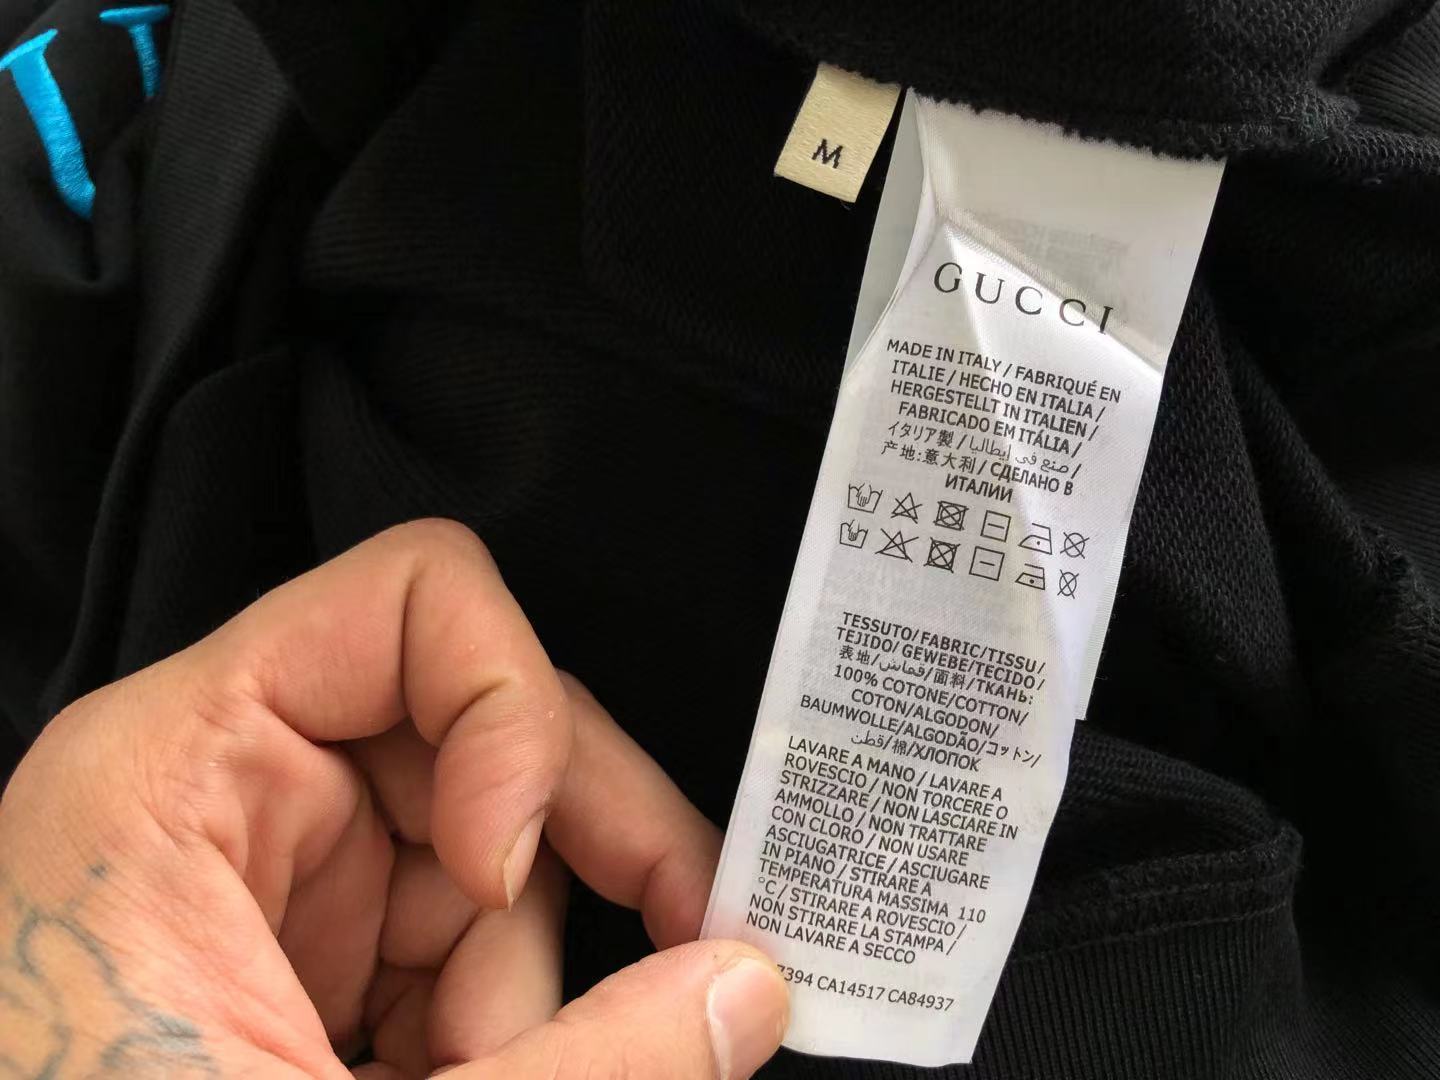 M
GUCCI
MADE IN ITALY / FABRIQUÉ EN
ITALIE / HECHO EN ITALIA /
HERGESTELLT IN ITALIEN /
FABRICADO EM ITÁLIA /
イタリア製 / صنع في إيطاليا /
产地:意大利 / СДЕЛАНО В
ИТАЛИИ
TESSUTO/FABRIC/TISSU/
TEJIDO/GEWEBE/TECIDO/
表地/قماش/面料/ТКАНЬ:
100% COTONE/COTTON/
COTON/ALGODON/
BAUMWOLLE/ALGODÃO/コットン/
قطن/棉/ХЛОПОК
LAVARE A MANO / LAVARE A
ROVESCIO / NON TORCERE O
STRIZZARE / NON LASCIARE IN
AMMOLLO / NON TRATTARE
CON CLORO / NON USARE
ASCIUGATRICE / ASCIUGARE
IN PIANO / STIRARE A
TEMPERATURA MASSIMA 110
°C / STIRARE A ROVESCIO /
NON STIRARE LA STAMPA /
NON LAVARE A SECCO
7394 CA14517 CA84937